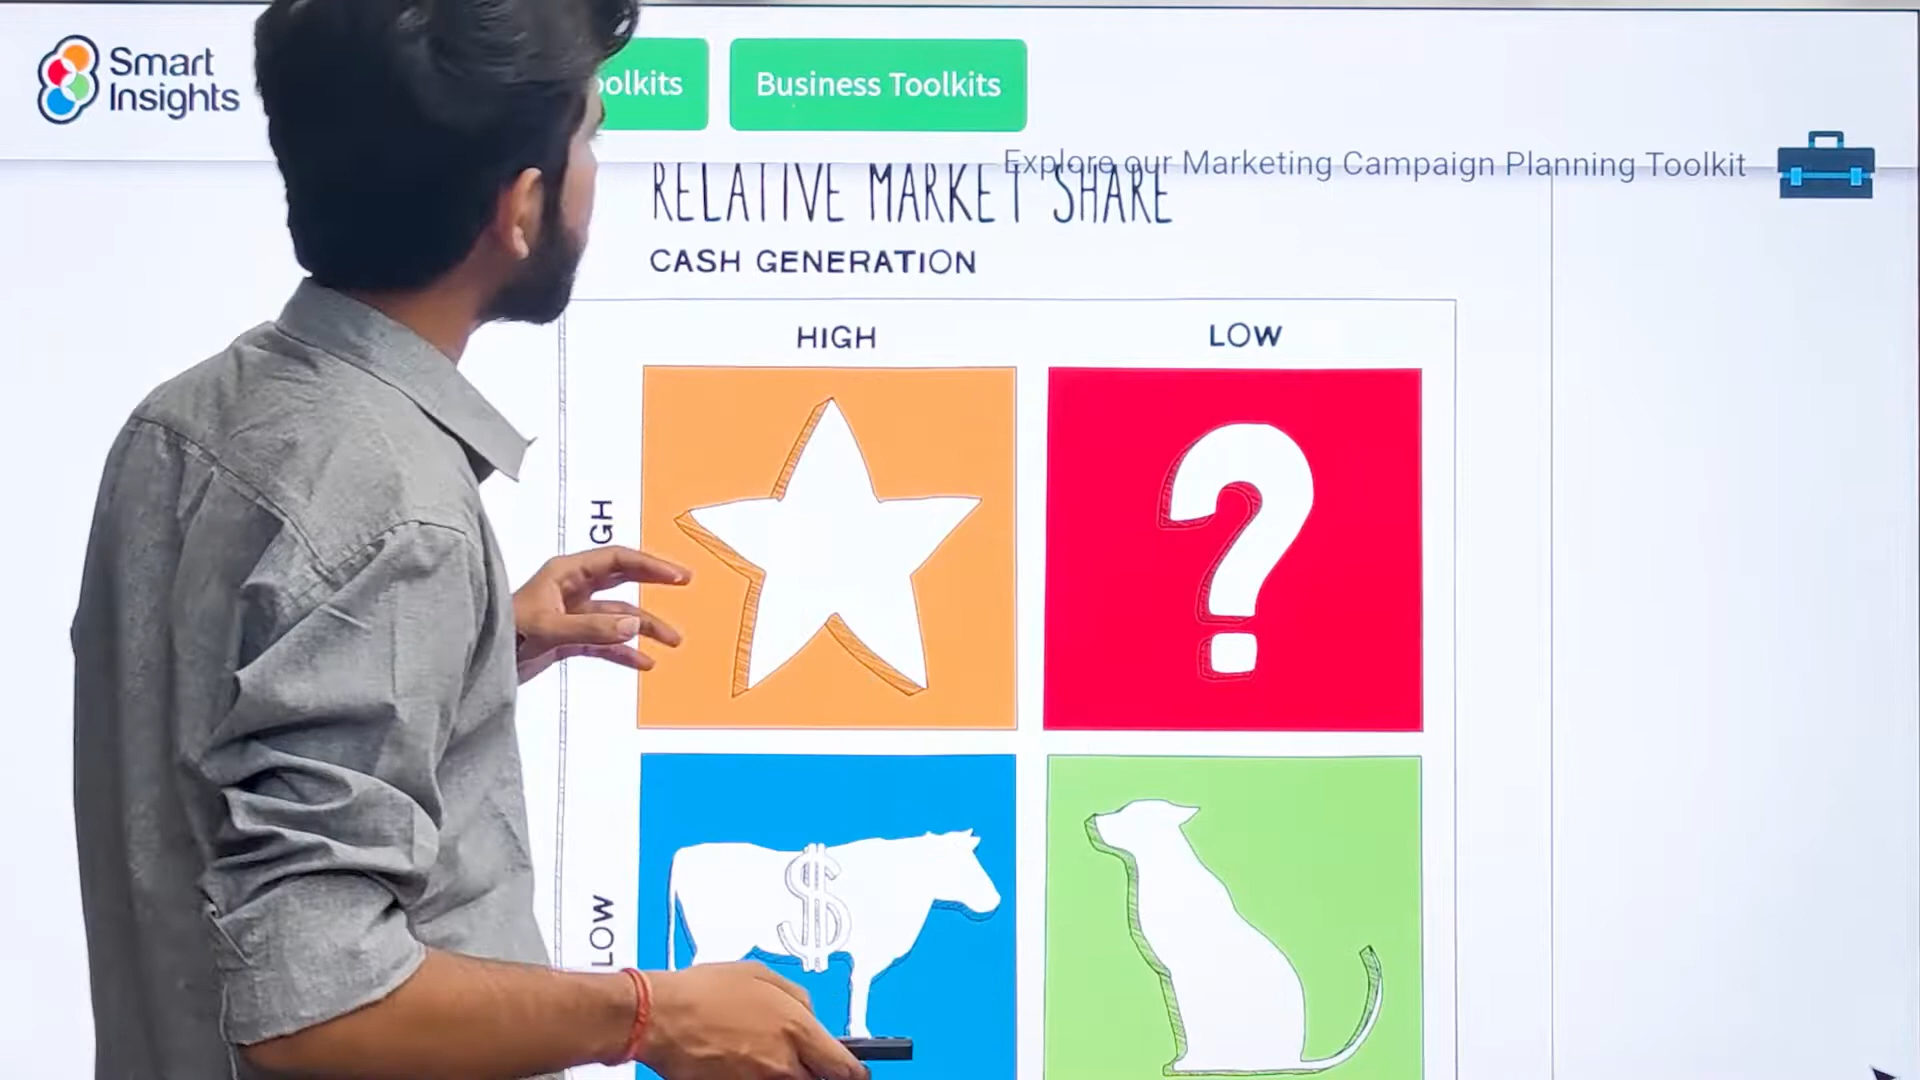 Smart
Insights
oolkits
Business Toolkits
Explore our Marketing Campaign Planning Toolkit
RELATIVE MARKET SHARE
CASH GENERATION
HIGH
LOW
GH
?
$
LOW